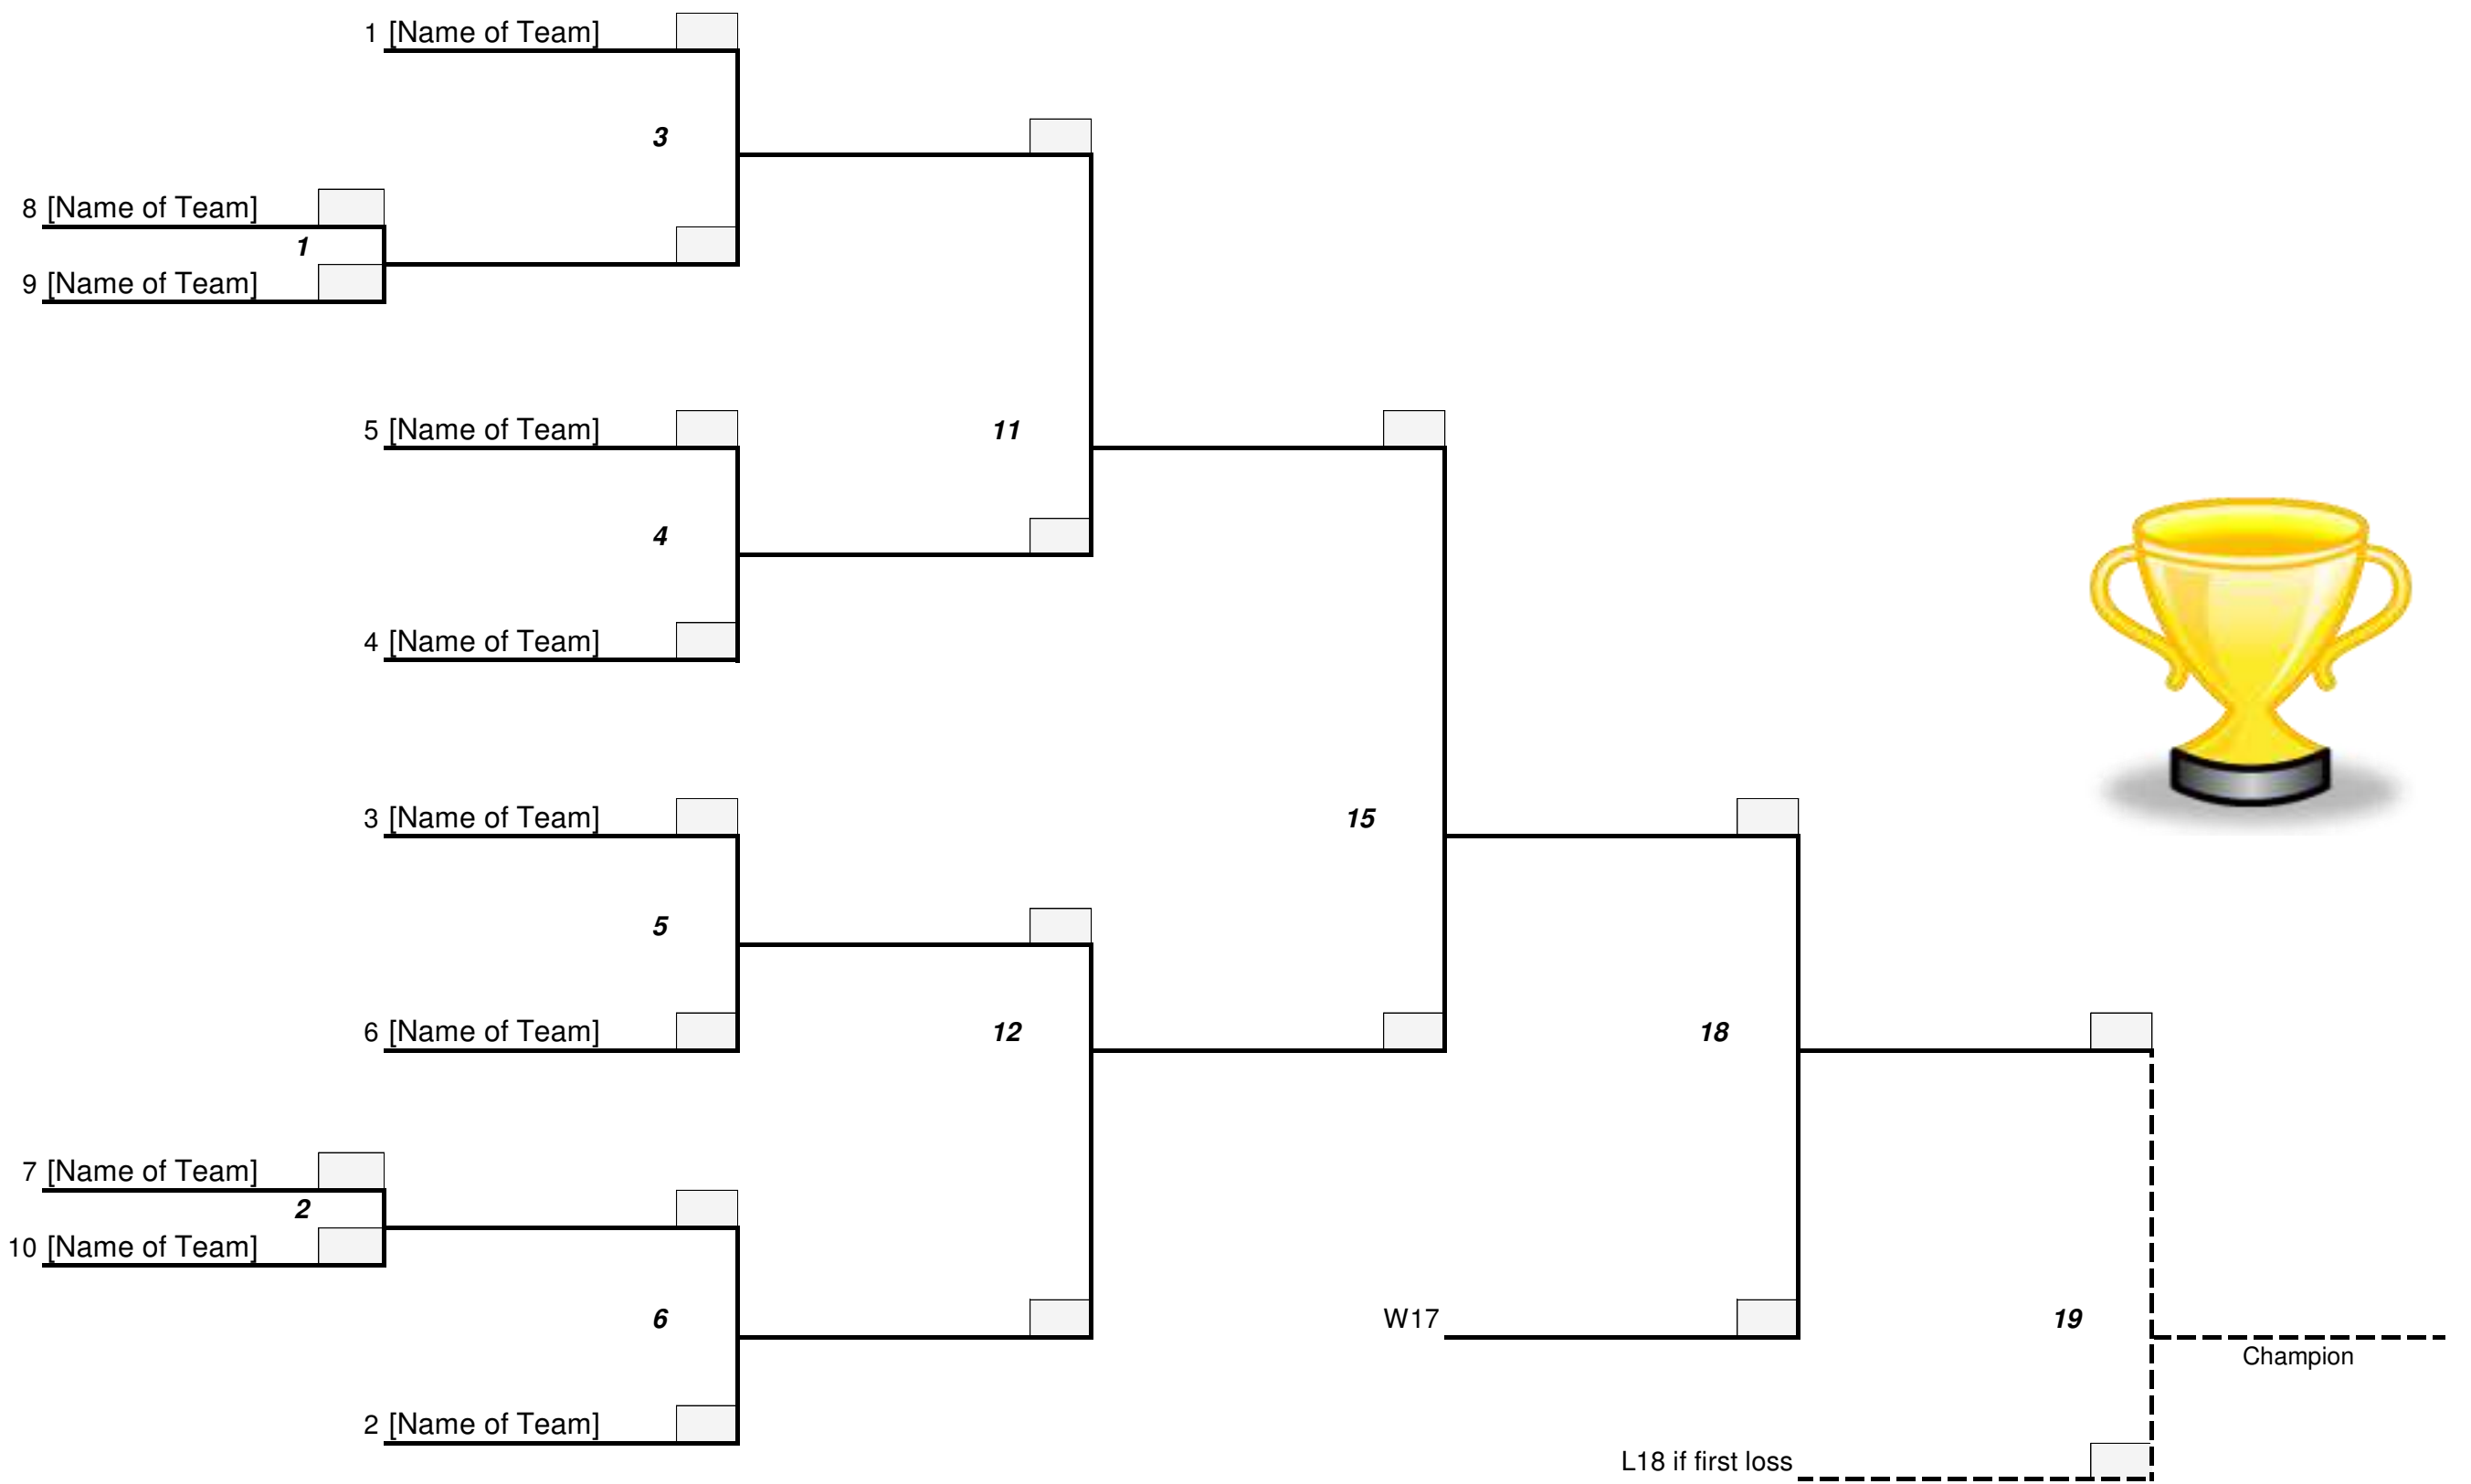 1 [Name of Team]
3
8 [Name of Team]
1
9 [Name of Team]
5 [Name of Team]
11
4
4 [Name of Team]
3 [Name of Team]
15
5
6 [Name of Team]
12
18
7 [Name of Team]
2
10 [Name of Team]
6
W17
19
Champion
2 [Name of Team]
L18 if first loss